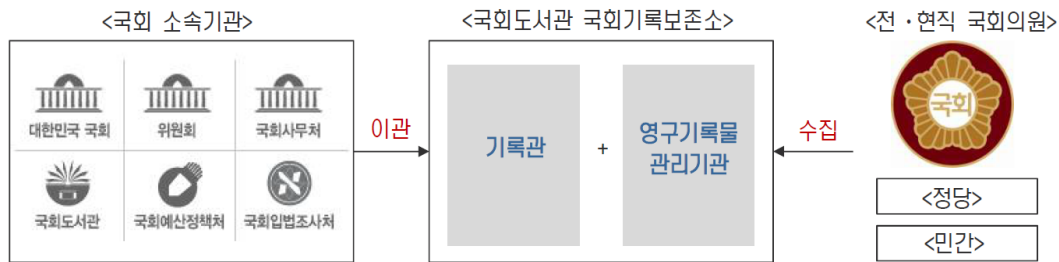 <국회 소속기관>
<국회도서관 국회기록보존소>
<전·현직 국회의원>
대한민국 국회
위원회
국회사무처
국회도서관
국회예산정책처
국회입법조사처
이관
기록관
+
영구기록물
관리기관
수집
국회
<정당>
<민간>